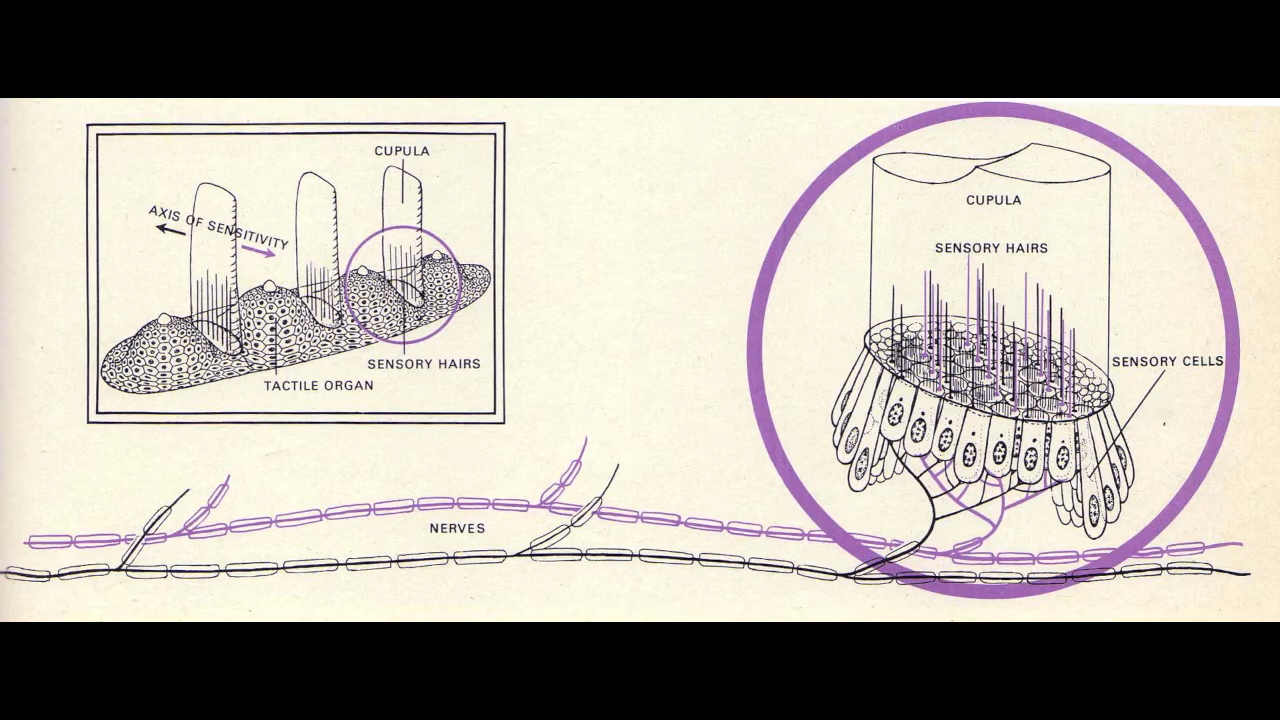 CUPULA
AXIS OF SENSITIVITY
SENSORY HAIRS
TACTILE ORGAN
NERVES
CUPULA
SENSORY HAIRS
SENSORY CELLS